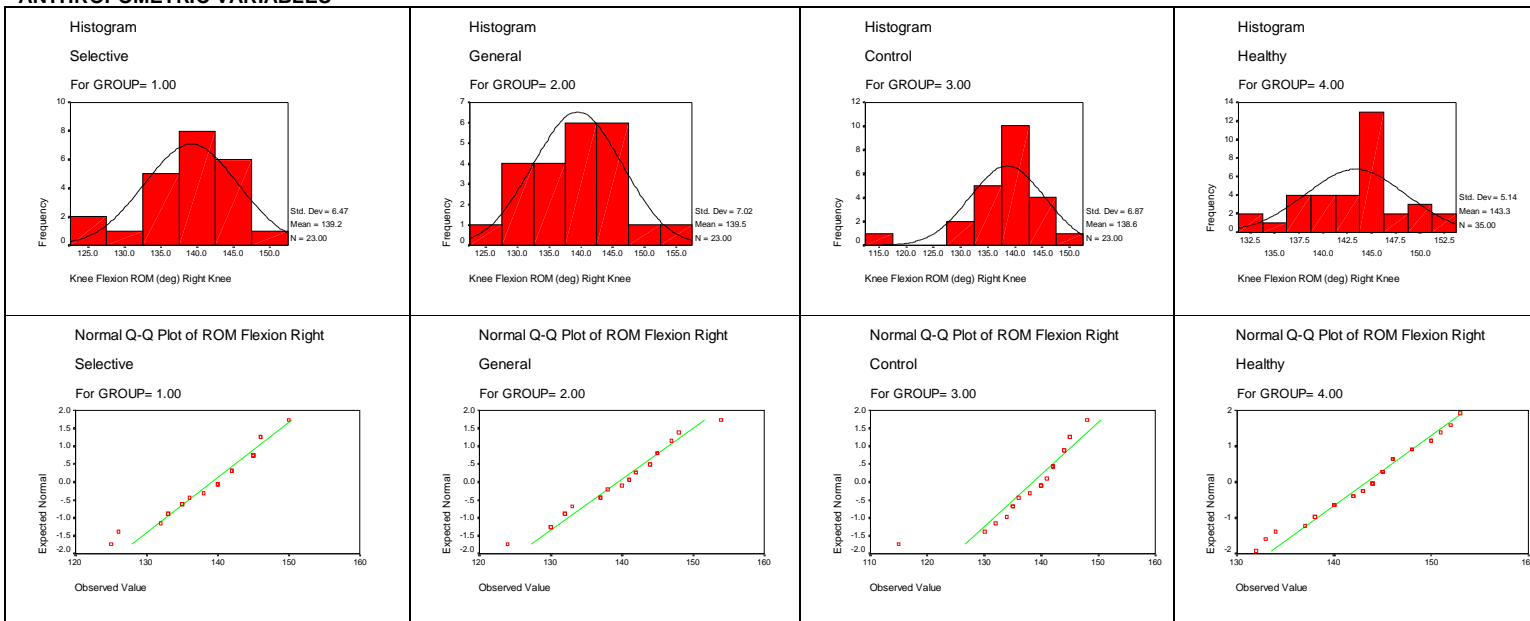 ANTHROPOMETRIC VARIABLES
Histogram
Selective
For GROUP= 1.00
10
8
6
4
2
0
Frequency
125.0 130.0 135.0 140.0 145.0 150.0
Std. Dev = 6.47
Mean = 139.2
N = 23.00
Knee Flexion ROM (deg) Right Knee
Histogram
General
For GROUP= 2.00
7
6
5
4
3
2
1
0
Frequency
125.0 130.0 135.0 140.0 145.0 150.0 155.0
Std. Dev = 7.02
Mean = 139.5
N = 23.00
Knee Flexion ROM (deg) Right Knee
Histogram
Control
For GROUP= 3.00
12
10
8
6
4
2
0
Frequency
115.0 120.0 125.0 130.0 135.0 140.0 145.0 150.0
Std. Dev = 6.87
Mean = 138.6
N = 23.00
Knee Flexion ROM (deg) Right Knee
Histogram
Healthy
For GROUP= 4.00
14
12
10
8
6
4
2
0
Frequency
132.5 137.5 142.5 147.5 152.5
135.0 140.0 145.0 150.0
Std. Dev = 5.14
Mean = 143.3
N = 35.00
Knee Flexion ROM (deg) Right Knee
Normal Q-Q Plot of ROM Flexion Right
Selective
For GROUP= 1.00
2.0
1.5
1.0
.5
0.0
-.5
-1.0
-1.5
-2.0
Expected Normal
120 130 140 150 160
Observed Value
Normal Q-Q Plot of ROM Flexion Right
General
For GROUP= 2.00
2.0
1.5
1.0
.5
0.0
-.5
-1.0
-1.5
-2.0
Expected Normal
120 130 140 150 160
Observed Value
Normal Q-Q Plot of ROM Flexion Right
Control
For GROUP= 3.00
2.0
1.5
1.0
.5
0.0
-.5
-1.0
-1.5
-2.0
Expected Normal
110 120 130 140 150 160
Observed Value
Normal Q-Q Plot of ROM Flexion Right
Healthy
For GROUP= 4.00
2
1
0
-1
-2
Expected Normal
130 140 150 160
Observed Value